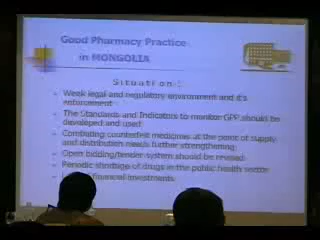 Good Pharmacy Practice
in MONGOLIA
Situation:
- Week legal and regulatory environment and it's
enforcement
- The Standards and Indicators to monitor GPP should be
developed and used
- Combating counterfeit medicines at the point of supply
and distribution needs further strengthening
- Open bidding/tender system should be revised
- Periodic shortage of drugs in the public health sector
financial investments